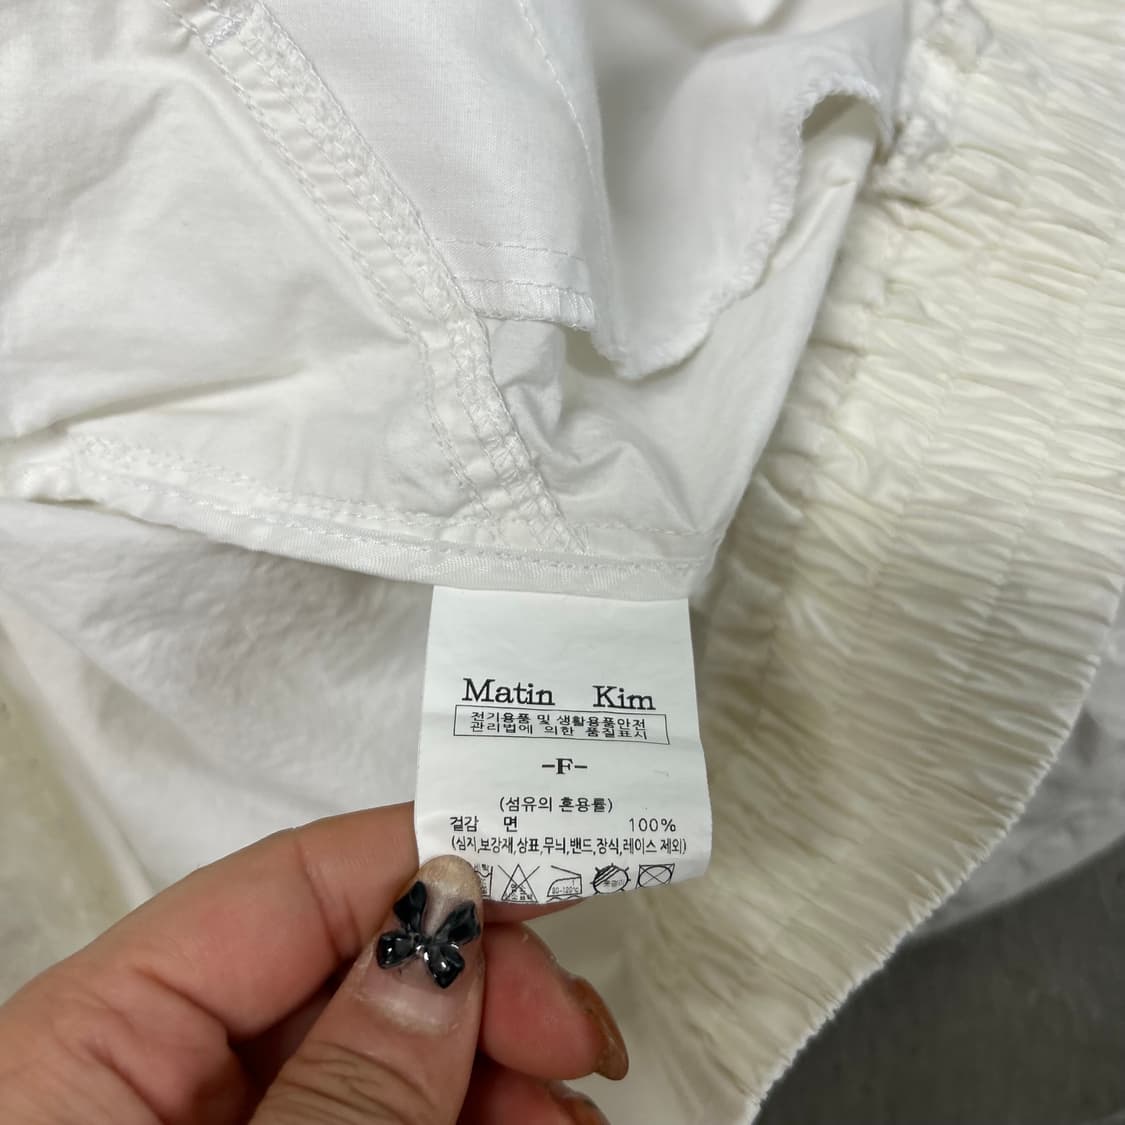 Matin Kim
전기용품 및 생활용품안전
관리법에 의한 품질표시
-F-
(섬유의 혼용률)
겉감 면 100%
(심지,보강재,상표,무늬,밴드,장식,레이스 제외)
80-120°C